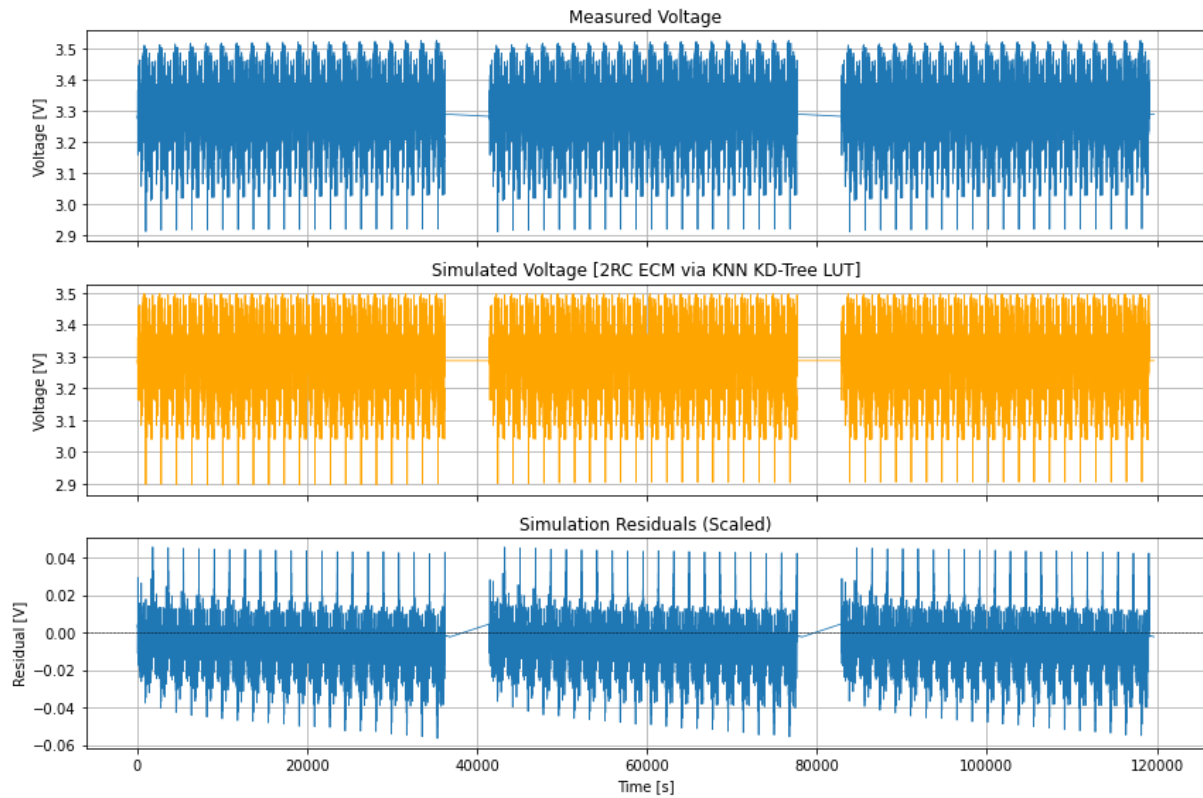 Measured Voltage
Voltage [V]
3.5
3.4
3.3
3.2
3.1
3.0
2.9
Simulated Voltage [2RC ECM via KNN KD-Tree LUT]
Voltage [V]
3.5
3.4
3.3
3.2
3.1
3.0
2.9
Simulation Residuals (Scaled)
Residual [V]
0.04
0.02
0.00
−0.02
−0.04
−0.06
0 20000 40000 60000 80000 100000 120000
Time [s]